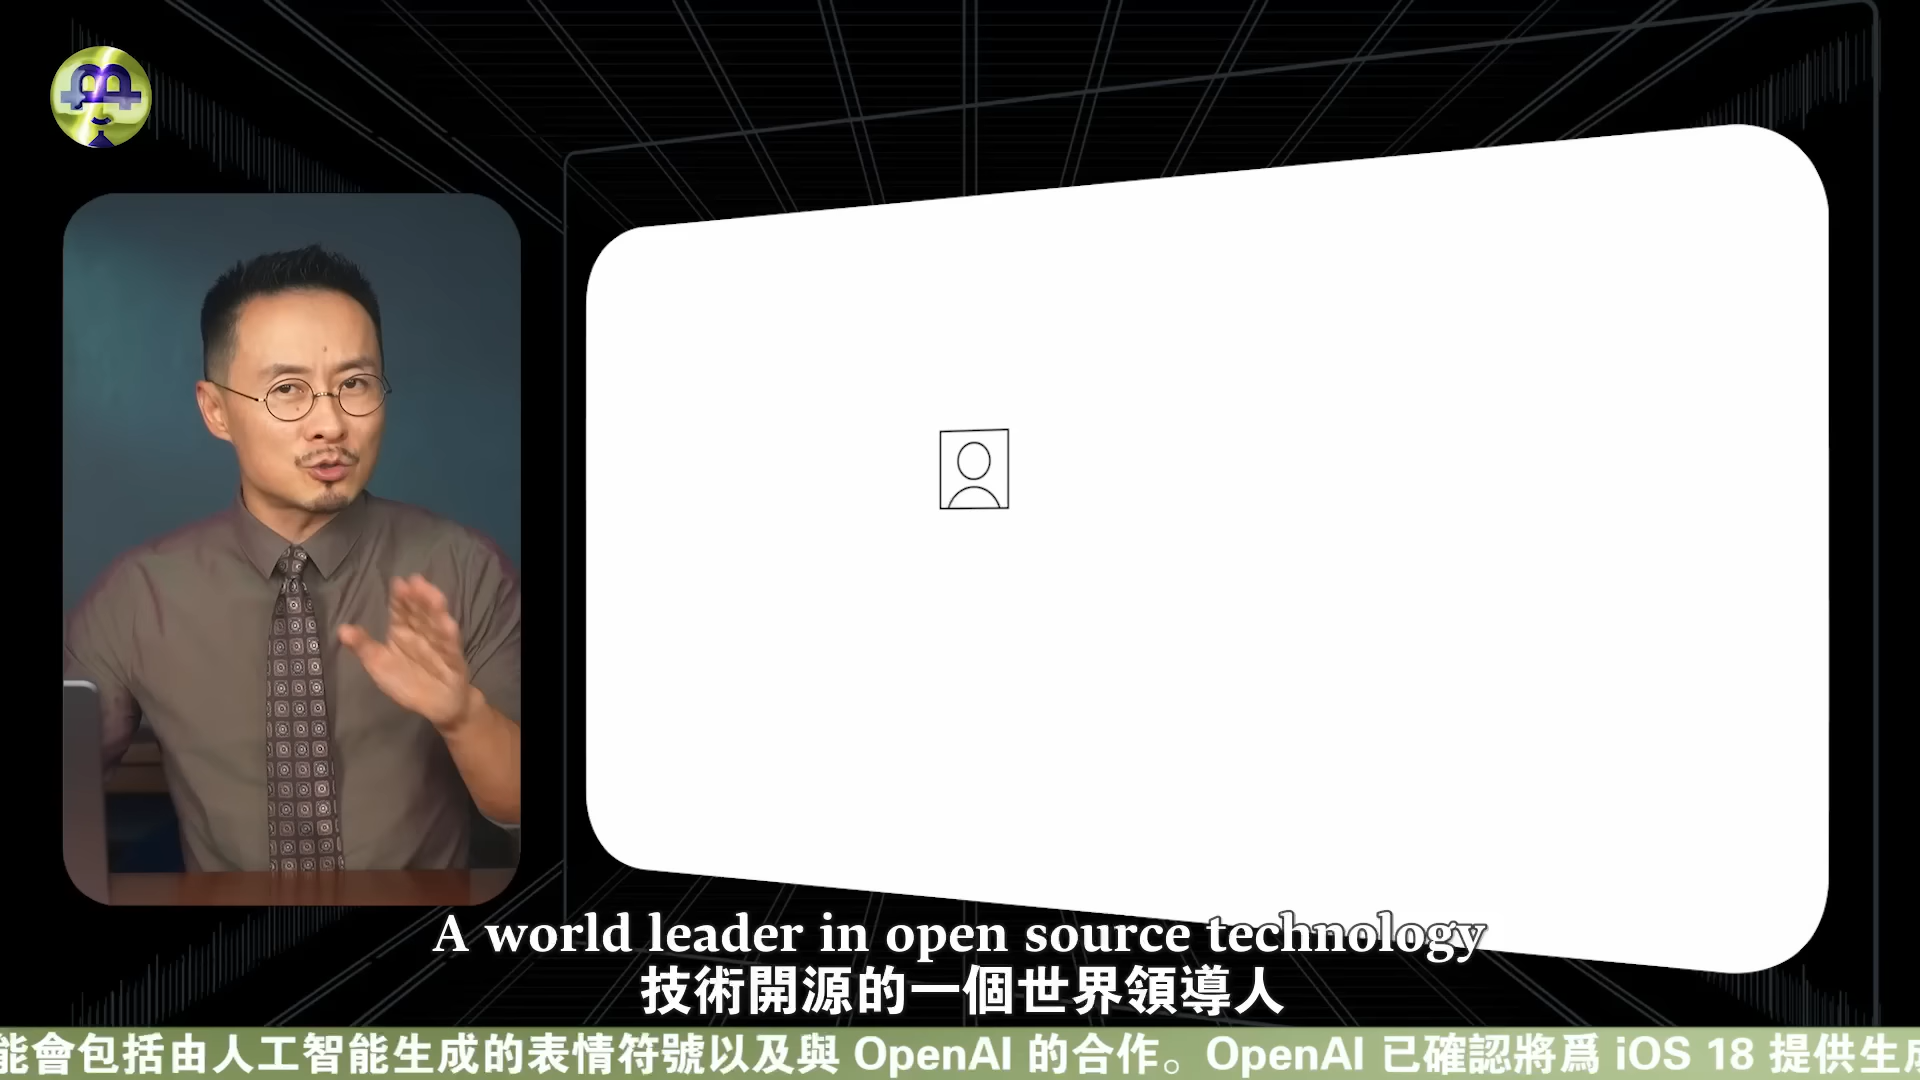 A world leader in open source technology
技術開源的一個世界領導人
能會包括由人工智能生成的表情符號以及與 OpenAI 的合作。OpenAI 已確認將爲 iOS 18 提供生成